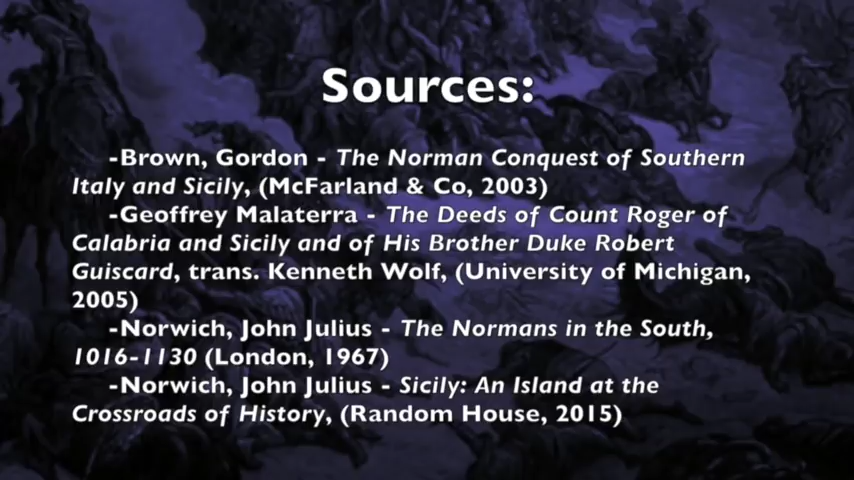 Sources:
-Brown, Gordon - The Norman Conquest of Southern
Italy and Sicily, (McFarland & Co, 2003)
-Geoffrey Malaterra - The Deeds of Count Roger of
Calabria and Sicily and of His Brother Duke Robert
Guiscard, trans. Kenneth Wolf, (University of Michigan,
2005)
-Norwich, John Julius - The Normans in the South,
1016-1130 (London, 1967)
-Norwich, John Julius - Sicily: An Island at the
Crossroads of History, (Random House, 2015)